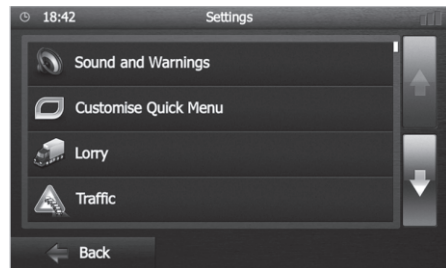 18:42 Settings
Sound and Warnings
Customise Quick Menu
Lorry
Traffic
Back